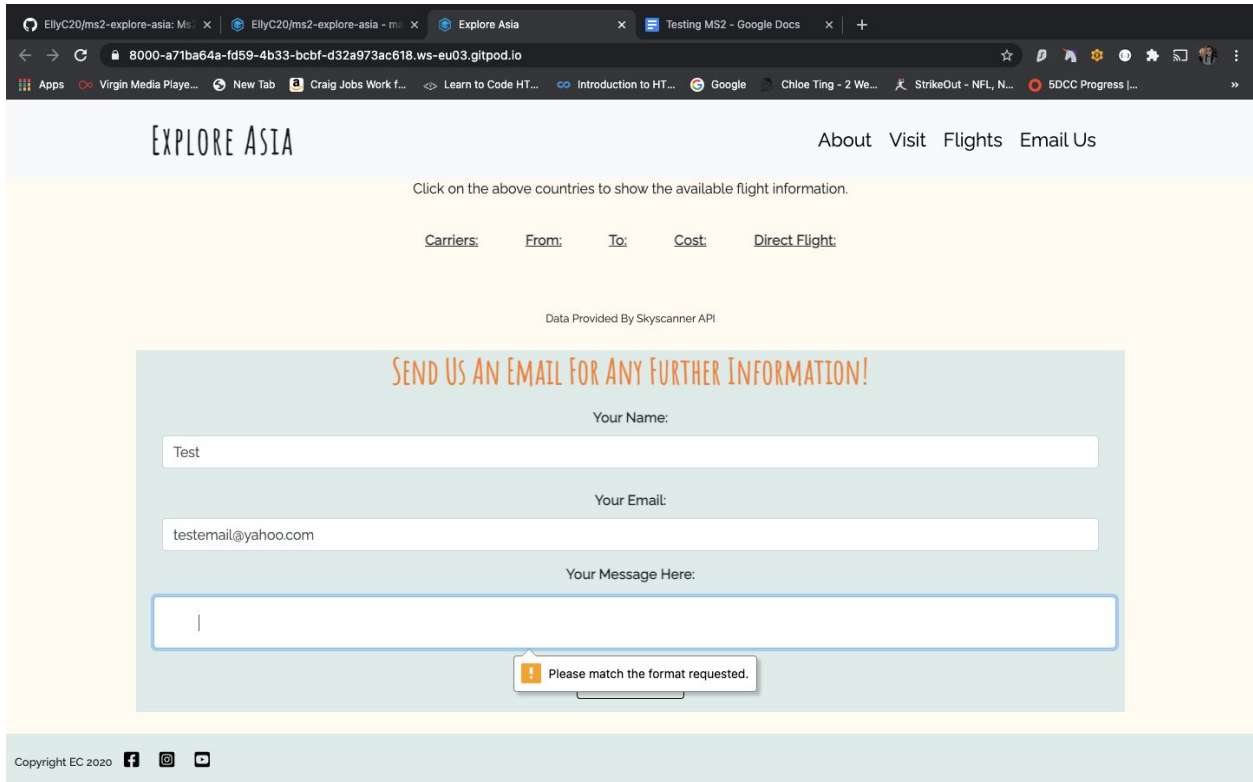 EllyC20/ms2-explore-asia: Ms2 EllyC20/ms2-explore-asia - ma Explore Asia Testing MS2 - Google Docs
8000-a71ba64a-fd59-4b33-bcbf-d32a973ac618.ws-eu03.gitpod.io
Apps Virgin Media Playe... New Tab Craig Jobs Work f... Learn to Code HT... Introduction to HT... Google Chloe Ting - 2 We... StrikeOut - NFL, N... 5DCC Progress |... »
Explore Asia About Visit Flights Email Us
Click on the above countries to show the available flight information.
Carriers: From: To: Cost: Direct Flight:
Data Provided By Skyscanner API
Send Us An Email For Any Further Information!
Your Name:
Test
Your Email:
testemail@yahoo.com
Your Message Here:
Please match the format requested.
Copyright EC 2020